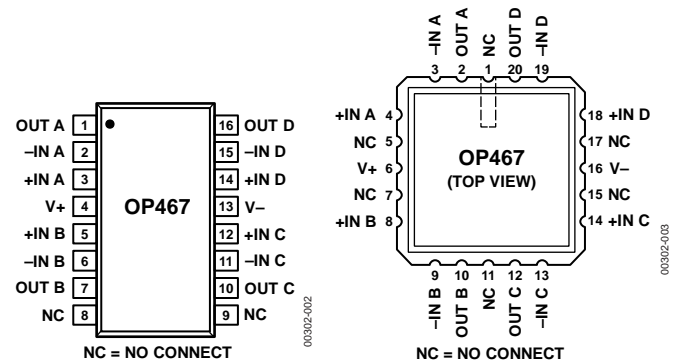 OUT A 1
–IN A 2
+IN A 3
V+ 4
+IN B 5
–IN B 6
OUT B 7
NC 8
OP467
16 OUT D
15 –IN D
14 +IN D
13 V–
12 +IN C
11 –IN C
10 OUT C
9 NC
NC = NO CONNECT
00302-002
–IN A
OUT A
NC
OUT D
–IN D
3 2 1 20 19
+IN A 4
NC 5
V+ 6
NC 7
+IN B 8
OP467
(TOP VIEW)
18 +IN D
17 NC
16 V–
15 NC
14 +IN C
9 10 11 12 13
–IN B
OUT B
NC
OUT C
–IN C
NC = NO CONNECT
00302-003